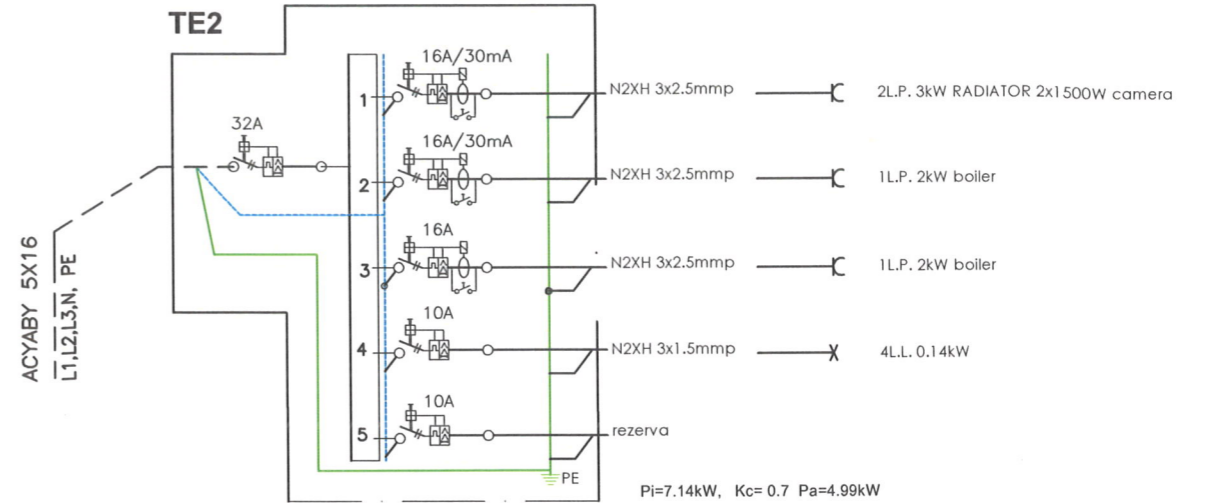 TE2
ACYABY 5X16
L1,L2,L3,N, PE
32A
1
16A/30mA
N2XH 3x2.5mmp
2L.P. 3kW RADIATOR 2x1500W camera
2
16A/30mA
N2XH 3x2.5mmp
1L.P. 2kW boiler
3
16A
N2XH 3x2.5mmp
1L.P. 2kW boiler
4
10A
N2XH 3x1.5mmp
4L.L. 0.14kW
5
10A
rezerva
PE
Pi=7.14kW, Kc= 0.7 Pa=4.99kW